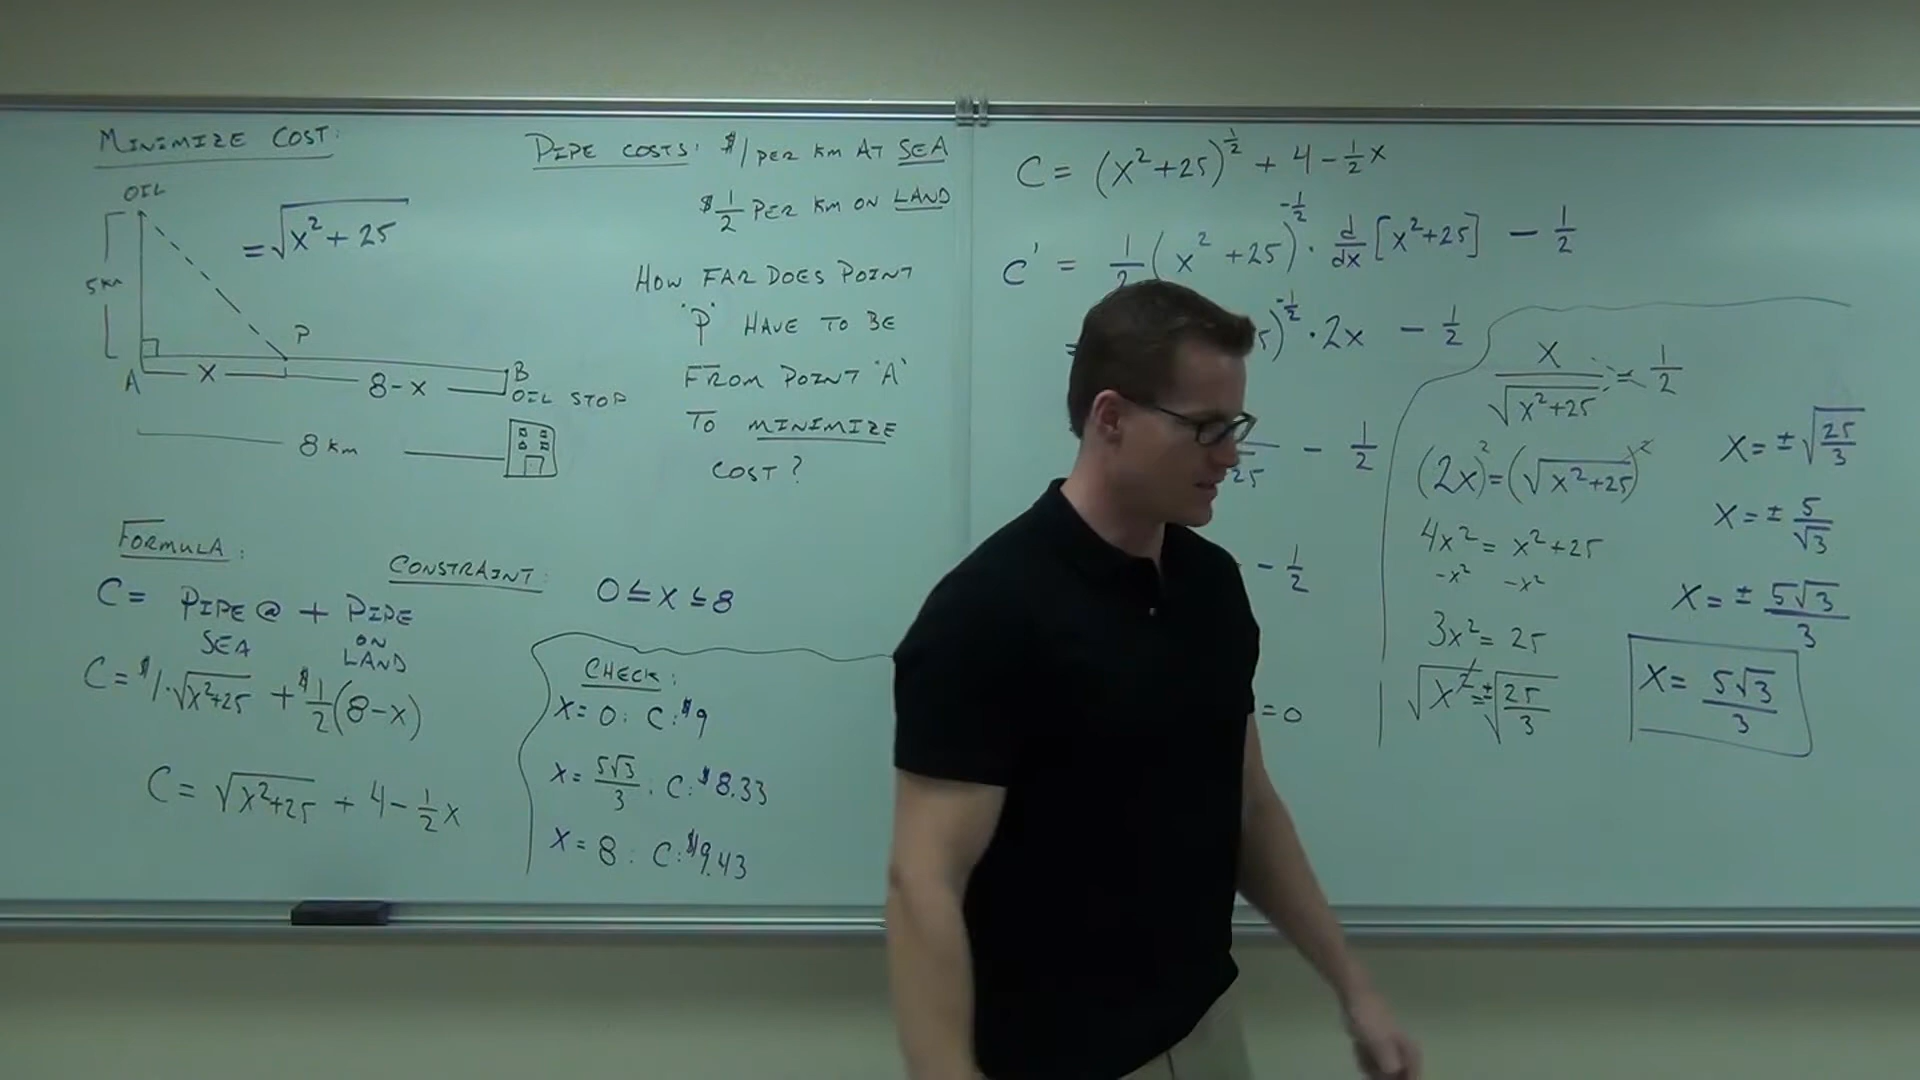 MINIMIZE COST:
OIL
= √x² + 25
5 km
P
A
x
8 - x
B
OIL STOP
8 km
PIPE COSTS: $1 PER KM AT SEA
$1/2 PER KM ON LAND
HOW FAR DOES POINT
"P" HAVE TO BE
FROM POINT "A"
TO MINIMIZE
COST?
FORMULA:
C = PIPE @ SEA + PIPE ON LAND
C = $1·√x²+25 + $1/2(8-x)
C = √x²+25 + 4 - 1/2x
CONSTRAINT: 0 ≤ x ≤ 8
CHECK:
x = 0: C: $9
x = 5√3/3: C: $8.33
x = 8: C: $9.43
C = (x²+25)^1/2 + 4 - 1/2x
C' = 1/2(x² + 25)^-1/2 · d/dx[x²+25] - 1/2
)^-1/2 · 2x - 1/2
25 - 1/2
- 1/2
= 0
x/√x²+25 = 1/2
(2x)² = (√x²+25)²
4x² = x²+25
-x² -x²
3x² = 25
√x² = ±√25/3
x = ±√25/3
x = ± 5/√3
x = ± 5√3/3
x = 5√3/3